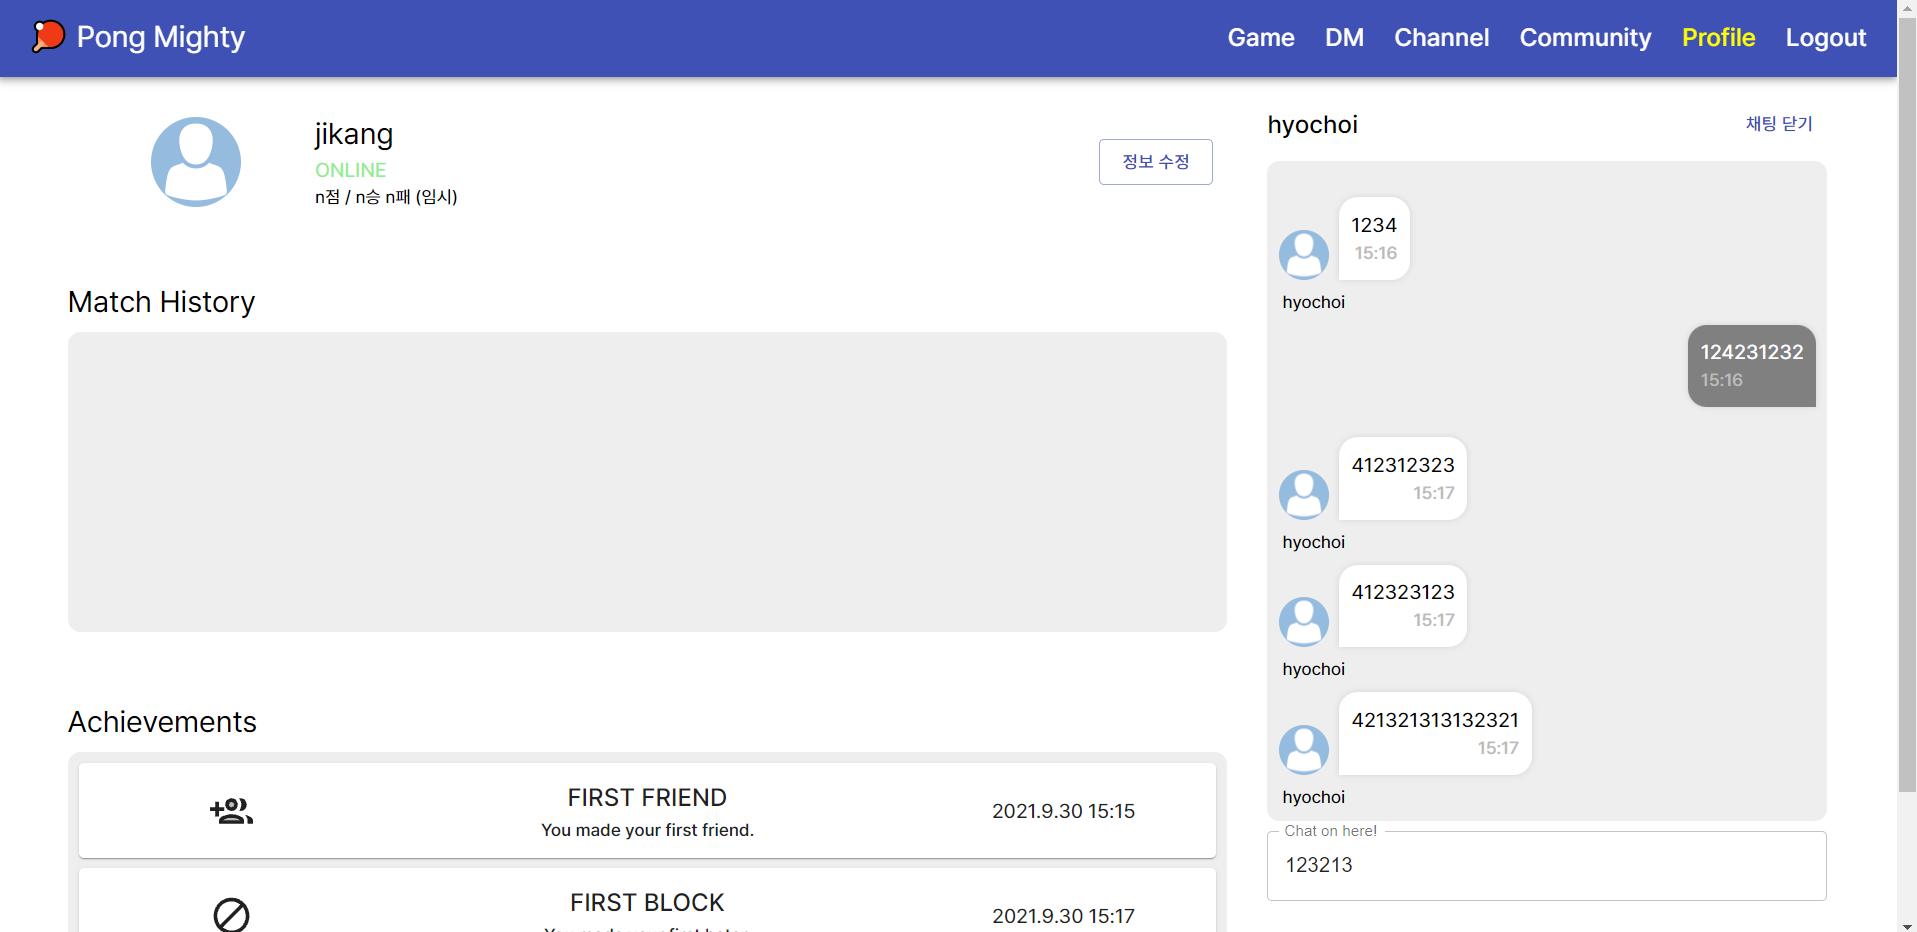 Pong Mighty
Game DM Channel Community Profile Logout
jikang
ONLINE
n점 / n승 n패 (임시)
정보 수정
Match History
Achievements
FIRST FRIEND
You made your first friend.
2021.9.30 15:15
FIRST BLOCK
2021.9.30 15:17
hyochoi
채팅 닫기
1234
15:16
hyochoi
124231232
15:16
412312323
15:17
hyochoi
412323123
15:17
hyochoi
421321313132321
15:17
hyochoi
Chat on here!
123213